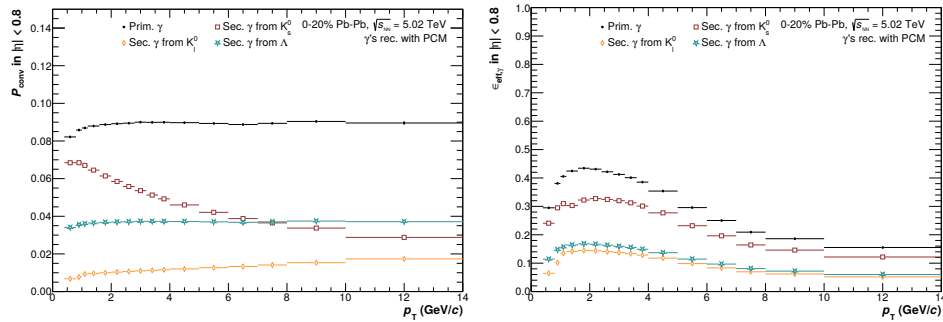 P_conv in |η| < 0.8
0.14
0.12
0.10
0.08
0.06
0.04
0.02
0.00
Prim. γ
Sec. γ from K⁰_l
Sec. γ from K⁰_s
Sec. γ from Λ
0-20% Pb-Pb, √s_NN = 5.02 TeV
γ's rec. with PCM
0 2 4 6 8 10 12 14
p_T (GeV/c)
ε_eff,γ in |η| < 0.8
1.0
0.9
0.8
0.7
0.6
0.5
0.4
0.3
0.2
0.1
0.0
Prim. γ
Sec. γ from K⁰_l
Sec. γ from K⁰_s
Sec. γ from Λ
0-20% Pb-Pb, √s_NN = 5.02 TeV
γ's rec. with PCM
0 2 4 6 8 10 12 14
p_T (GeV/c)